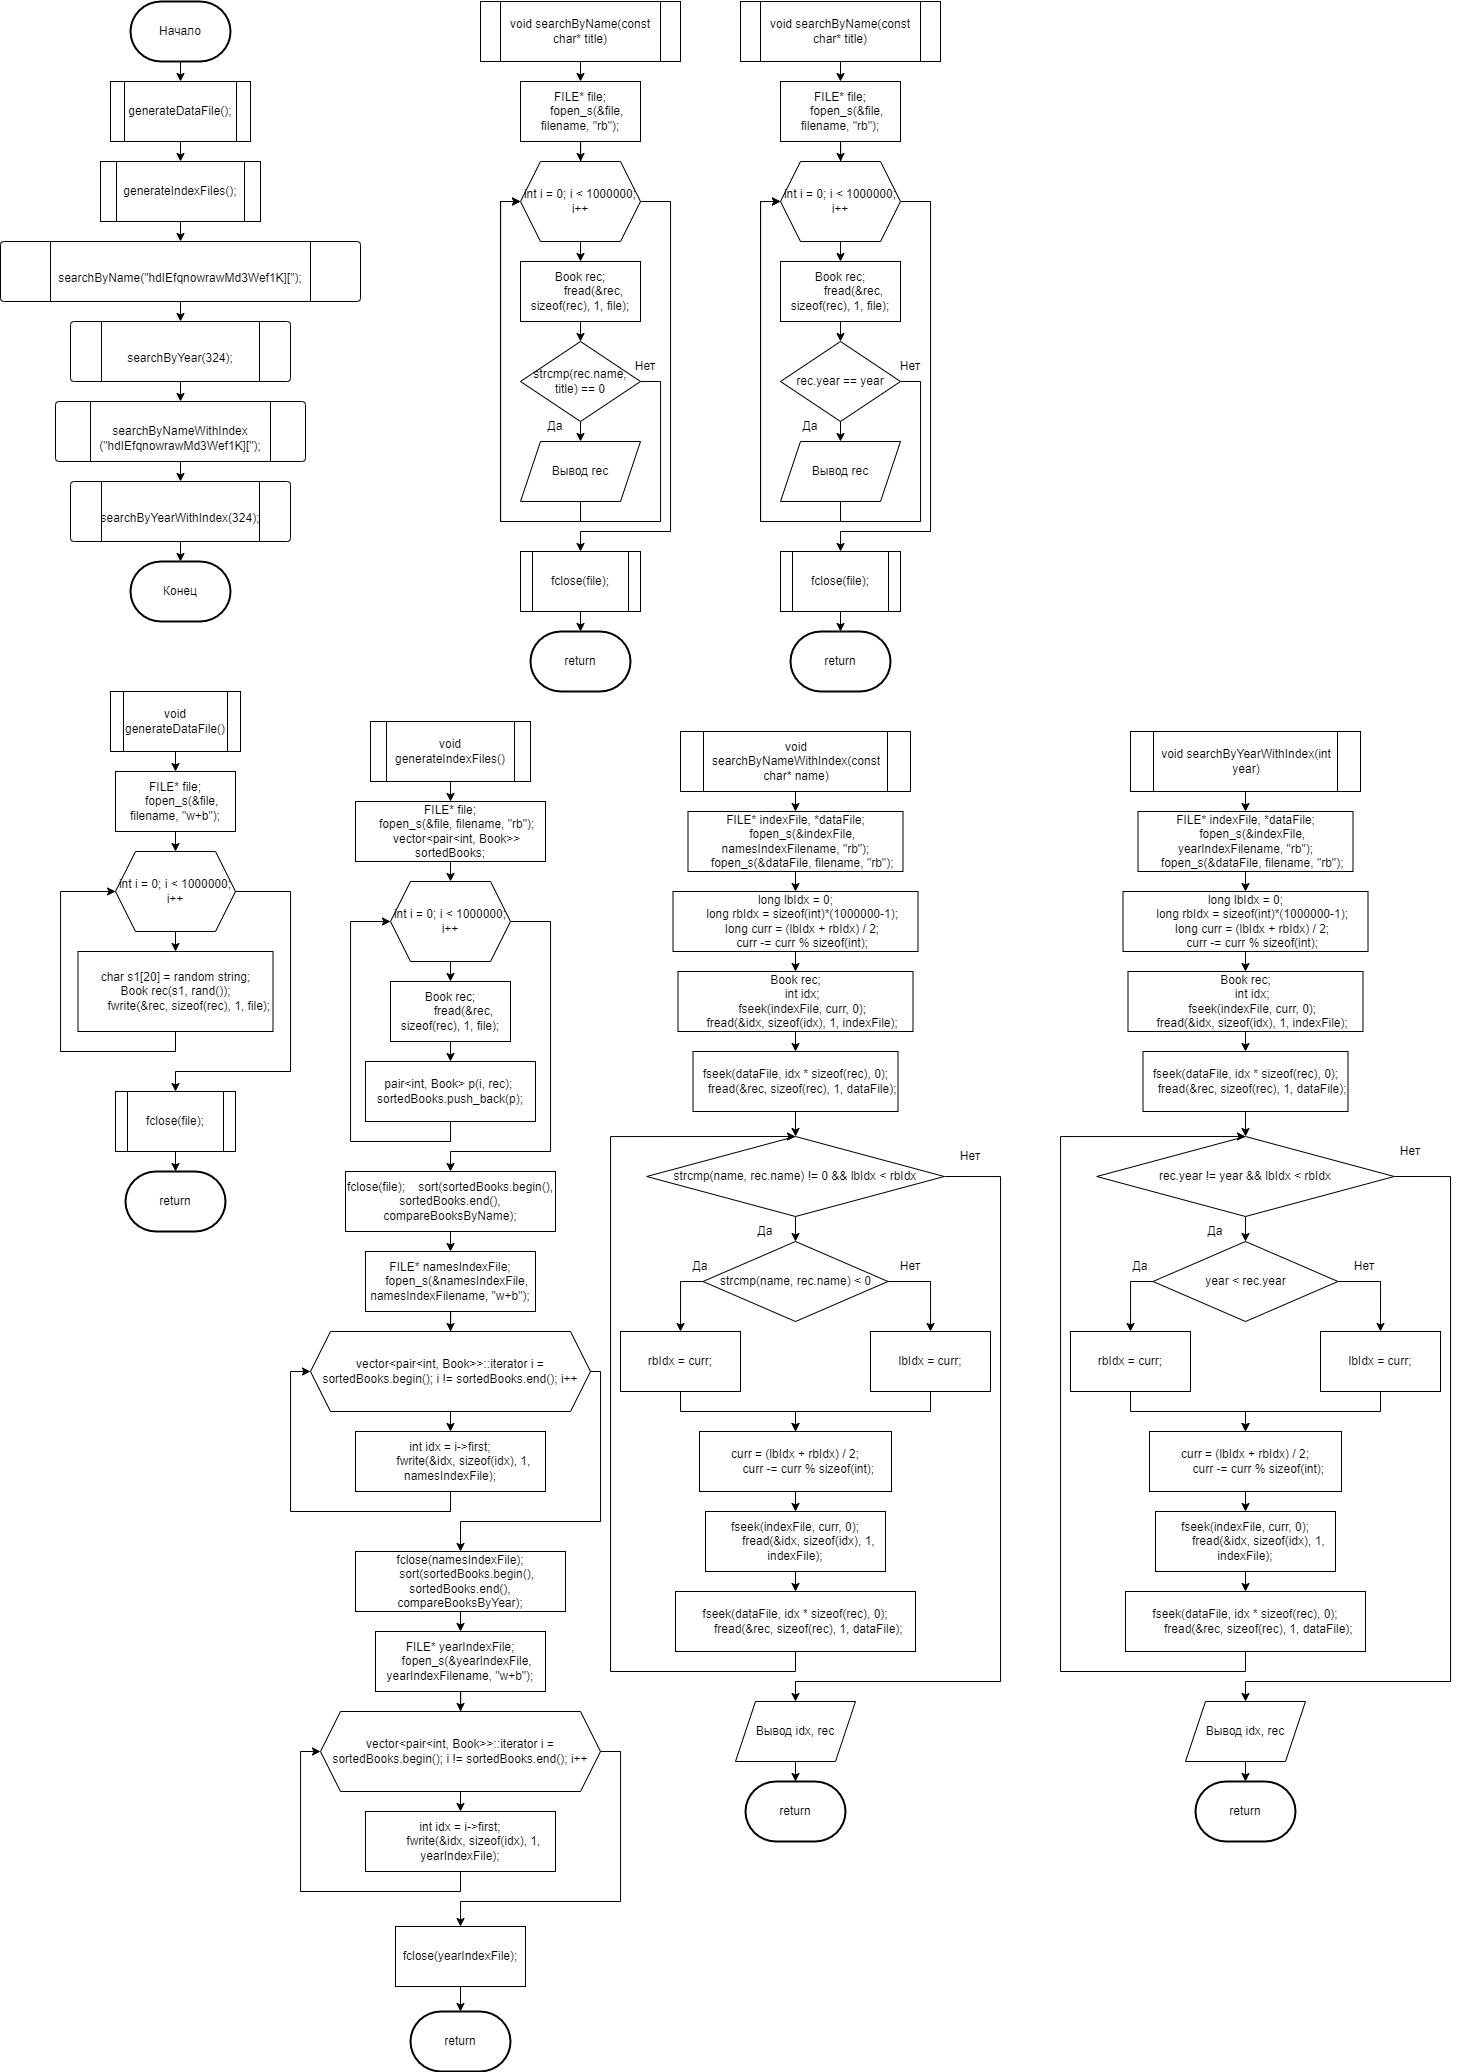 Начало
generateDataFile();
generateIndexFiles();
searchByName("hdlEfqnowrawMd3Wef1K][");
searchByYear(324);
searchByNameWithIndex
("hdlEfqnowrawMd3Wef1K][");
searchByYearWithIndex(324);
Конец
void searchByName(const
char* title)
FILE* file;
fopen_s(&file,
filename, "rb");
int i = 0; i < 1000000;
i++
Book rec;
fread(&rec,
sizeof(rec), 1, file);
strcmp(rec.name,
title) == 0
Нет
Да
Вывод rec
fclose(file);
return
void searchByName(const
char* title)
FILE* file;
fopen_s(&file,
filename, "rb");
int i = 0; i < 1000000;
i++
Book rec;
fread(&rec,
sizeof(rec), 1, file);
rec.year == year
Нет
Да
Вывод rec
fclose(file);
return
void
generateDataFile()
FILE* file;
fopen_s(&file,
filename, "w+b");
int i = 0; i < 1000000;
i++
char s1[20] = random string;
Book rec(s1, rand());
fwrite(&rec, sizeof(rec), 1, file);
fclose(file);
return
void
generateIndexFiles()
FILE* file;
fopen_s(&file, filename, "rb");
vector<pair<int, Book>>
sortedBooks;
int i = 0; i < 1000000;
i++
Book rec;
fread(&rec,
sizeof(rec), 1, file);
pair<int, Book> p(i, rec);
sortedBooks.push_back(p);
fclose(file); sort(sortedBooks.begin(),
sortedBooks.end(),
compareBooksByName);
FILE* namesIndexFile;
fopen_s(&namesIndexFile,
namesIndexFilename, "w+b");
vector<pair<int, Book>>::iterator i =
sortedBooks.begin(); i != sortedBooks.end(); i++
int idx = i->first;
fwrite(&idx, sizeof(idx), 1,
namesIndexFile);
fclose(namesIndexFile);
sort(sortedBooks.begin(),
sortedBooks.end(),
compareBooksByYear);
FILE* yearIndexFile;
fopen_s(&yearIndexFile,
yearIndexFilename, "w+b");
vector<pair<int, Book>>::iterator i =
sortedBooks.begin(); i != sortedBooks.end(); i++
int idx = i->first;
fwrite(&idx, sizeof(idx), 1,
yearIndexFile);
fclose(yearIndexFile);
return
void
searchByNameWithIndex(const
char* name)
FILE* indexFile, *dataFile;
fopen_s(&indexFile,
namesIndexFilename, "rb");
fopen_s(&dataFile, filename, "rb");
long lbIdx = 0;
long rbIdx = sizeof(int)*(1000000-1);
long curr = (lbIdx + rbIdx) / 2;
curr -= curr % sizeof(int);
Book rec;
int idx;
fseek(indexFile, curr, 0);
fread(&idx, sizeof(idx), 1, indexFile);
fseek(dataFile, idx * sizeof(rec), 0);
fread(&rec, sizeof(rec), 1, dataFile);
strcmp(name, rec.name) != 0 && lbIdx < rbIdx
Нет
Да
strcmp(name, rec.name) < 0
Да
Нет
rbIdx = curr;
lbIdx = curr;
curr = (lbIdx + rbIdx) / 2;
curr -= curr % sizeof(int);
fseek(indexFile, curr, 0);
fread(&idx, sizeof(idx), 1,
indexFile);
fseek(dataFile, idx * sizeof(rec), 0);
fread(&rec, sizeof(rec), 1, dataFile);
Вывод idx, rec
return
void searchByYearWithIndex(int
year)
FILE* indexFile, *dataFile;
fopen_s(&indexFile,
yearIndexFilename, "rb");
fopen_s(&dataFile, filename, "rb");
long lbIdx = 0;
long rbIdx = sizeof(int)*(1000000-1);
long curr = (lbIdx + rbIdx) / 2;
curr -= curr % sizeof(int);
Book rec;
int idx;
fseek(indexFile, curr, 0);
fread(&idx, sizeof(idx), 1, indexFile);
fseek(dataFile, idx * sizeof(rec), 0);
fread(&rec, sizeof(rec), 1, dataFile);
rec.year != year && lbIdx < rbIdx
Нет
Да
year < rec.year
Да
Нет
rbIdx = curr;
lbIdx = curr;
curr = (lbIdx + rbIdx) / 2;
curr -= curr % sizeof(int);
fseek(indexFile, curr, 0);
fread(&idx, sizeof(idx), 1,
indexFile);
fseek(dataFile, idx * sizeof(rec), 0);
fread(&rec, sizeof(rec), 1, dataFile);
Вывод idx, rec
return